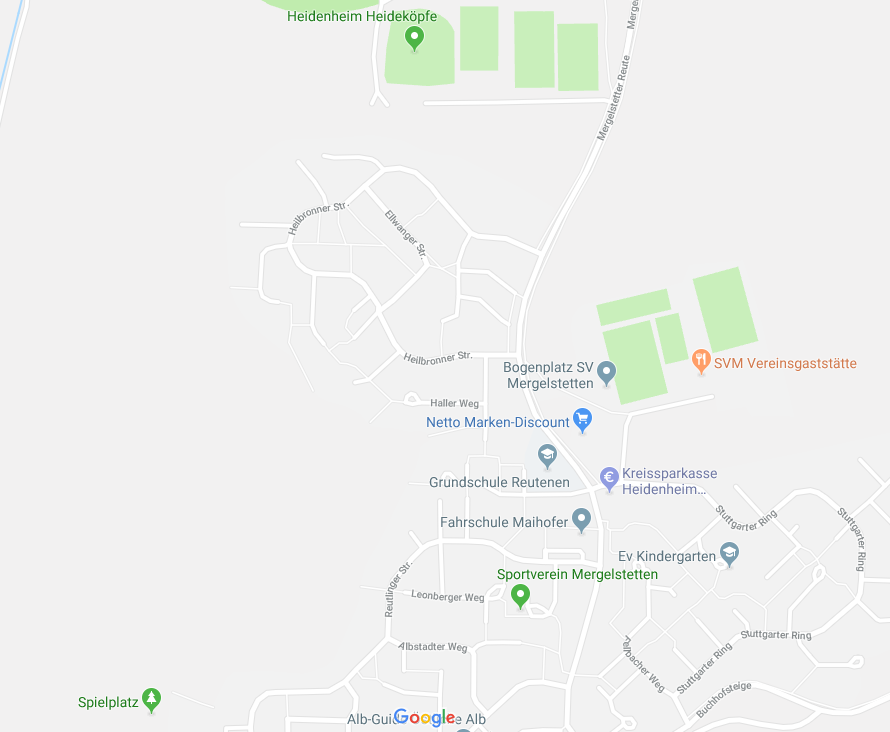 Heidenheim Heideköpfe
Mergelstetter Reute
Heilbronner Str.
Ellwanger Str.
Heilbronner Str.
Bogenplatz SV
Mergelstetten
SVM Vereinsgaststätte
Haller Weg
Netto Marken-Discount
Grundschule Reutenen
Kreissparkasse
Heidenheim…
Fahrschule Maihofer
Stuttgarter Ring
Stuttgarter Ring
Ev Kindergarten
Sportverein Mergelstetten
Reutlinger Str.
Leonberger Weg
Albstadter Weg
Stuttgarter Ring
Stuttgarter Ring
Buchhofsteige
Spielplatz
Google